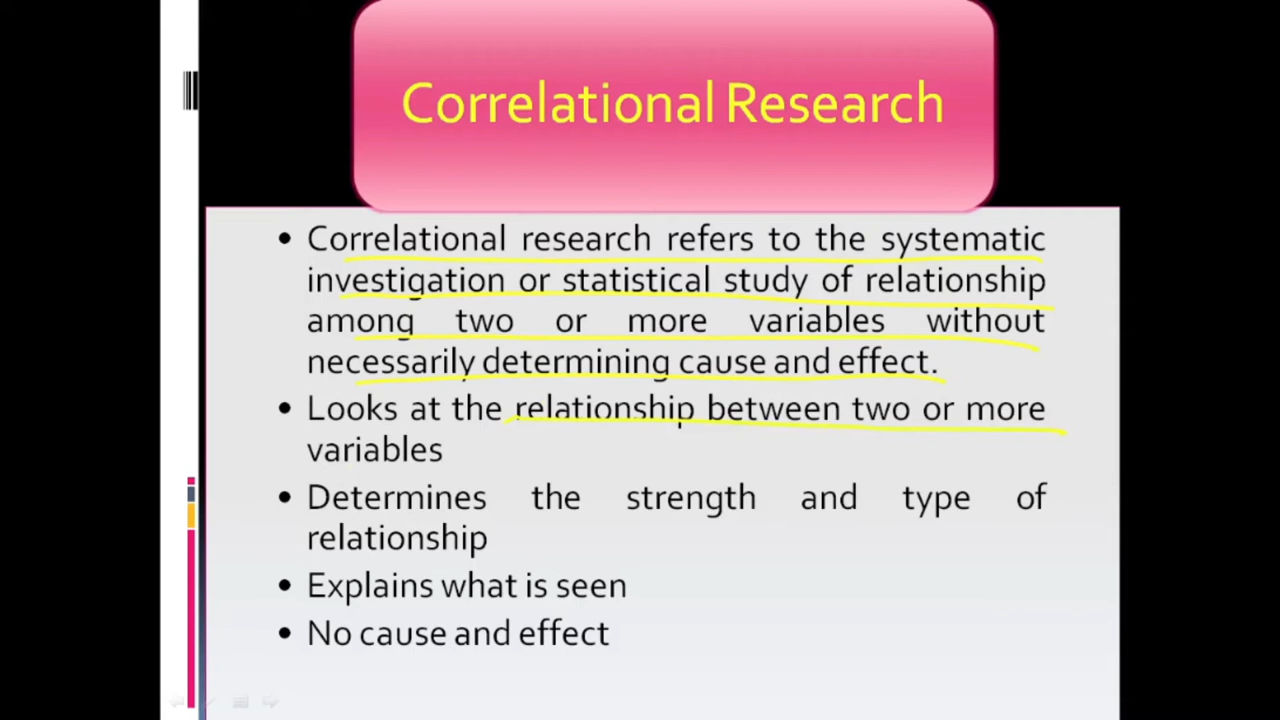 Correlational Research
• Correlational research refers to the systematic
investigation or statistical study of relationship
among two or more variables without
necessarily determining cause and effect.
• Looks at the relationship between two or more
variables
• Determines the strength and type of
relationship
• Explains what is seen
• No cause and effect